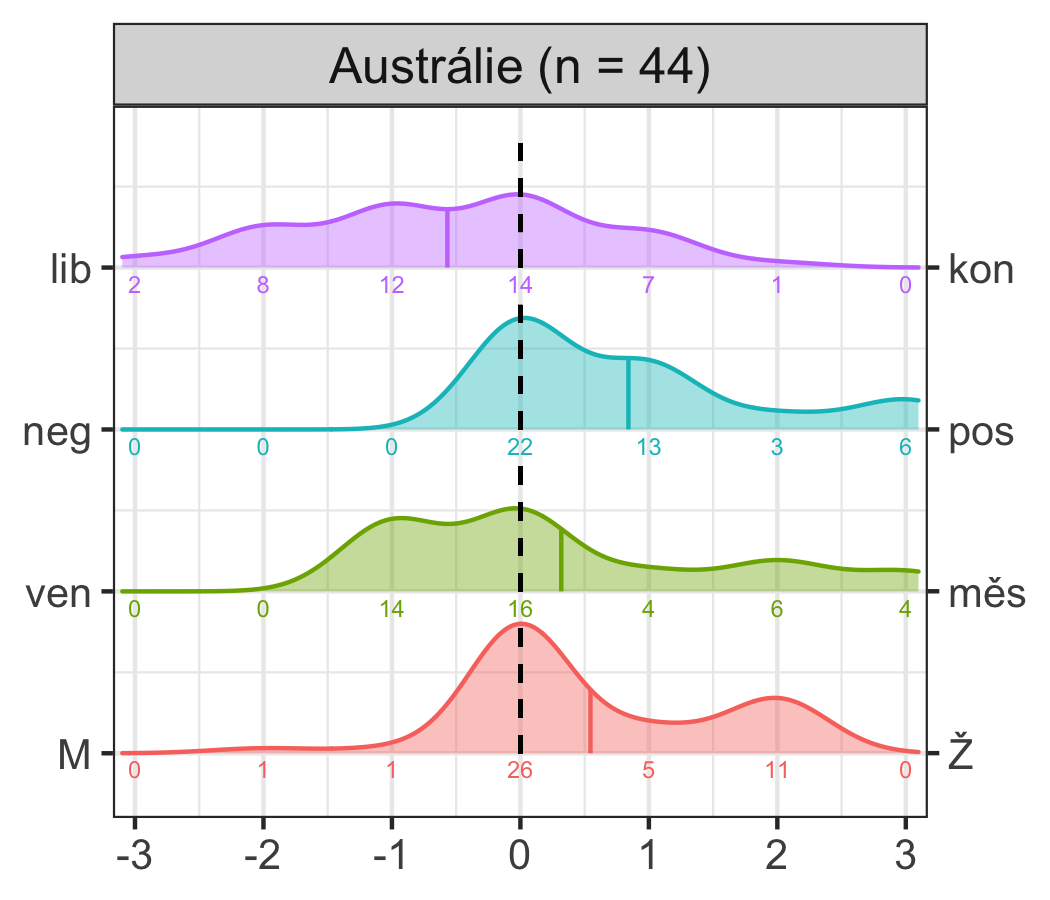 Austrálie (n = 44)
lib kon
2 8 12 14 7 1 0
neg pos
0 0 0 22 13 3 6
ven měs
0 0 14 16 4 6 4
M Ž
0 1 1 26 5 11 0
-3 -2 -1 0 1 2 3